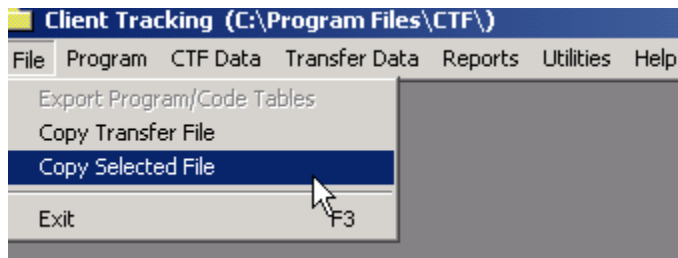 Client Tracking (C:\Program Files\CTF\)
File Program CTF Data Transfer Data Reports Utilities Help
Export Program/Code Tables
Copy Transfer File
Copy Selected File
Exit F3